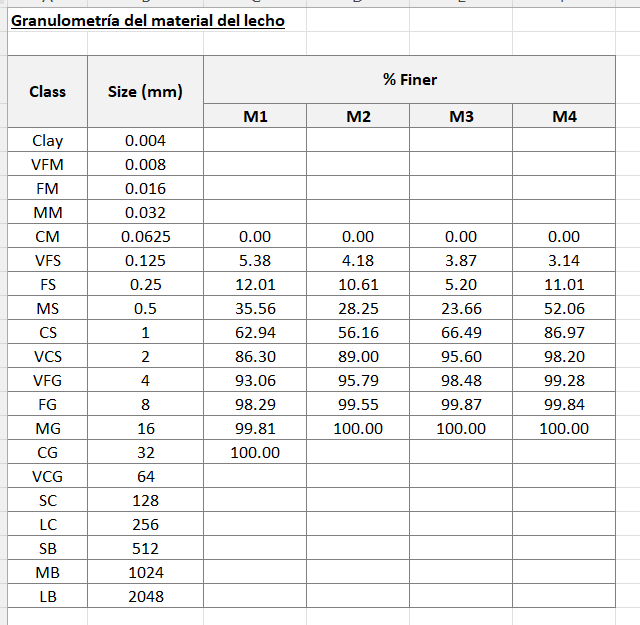 Granulometría del material del lecho
Class Size (mm) % Finer
M1 M2 M3 M4
Clay 0.004
VFM 0.008
FM 0.016
MM 0.032
CM 0.0625 0.00 0.00 0.00 0.00
VFS 0.125 5.38 4.18 3.87 3.14
FS 0.25 12.01 10.61 5.20 11.01
MS 0.5 35.56 28.25 23.66 52.06
CS 1 62.94 56.16 66.49 86.97
VCS 2 86.30 89.00 95.60 98.20
VFG 4 93.06 95.79 98.48 99.28
FG 8 98.29 99.55 99.87 99.84
MG 16 99.81 100.00 100.00 100.00
CG 32 100.00
VCG 64
SC 128
LC 256
SB 512
MB 1024
LB 2048